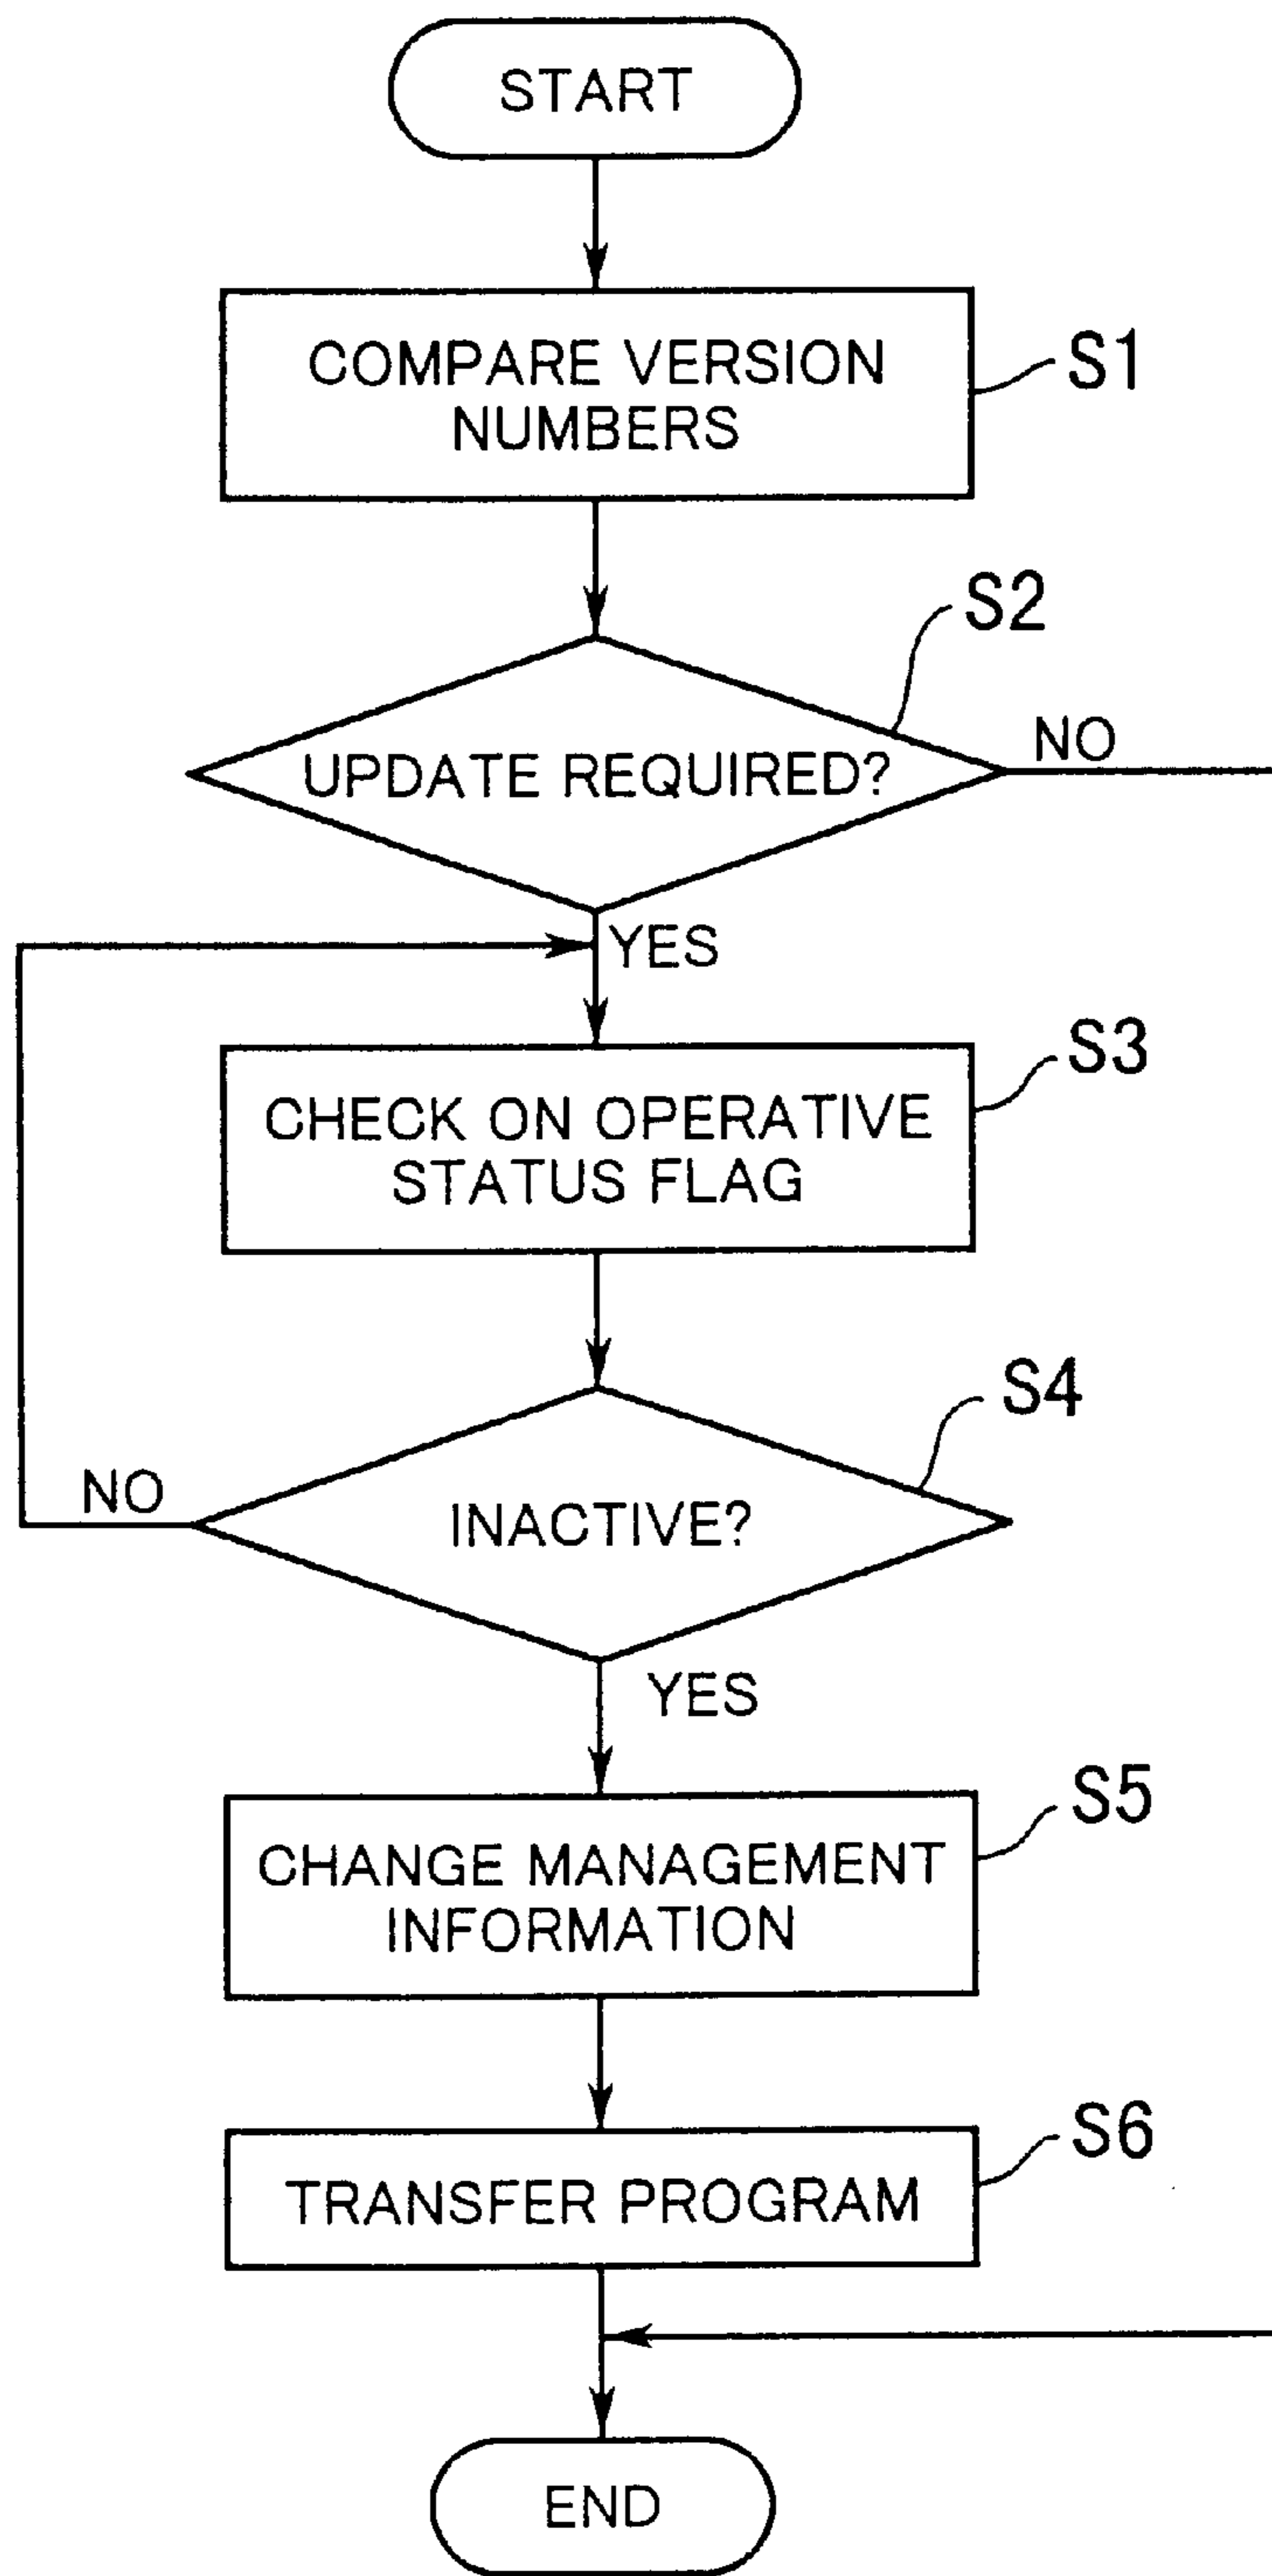 START
COMPARE VERSION
NUMBERS
S1
S2
UPDATE REQUIRED?
NO
YES
CHECK ON OPERATIVE
STATUS FLAG
S3
S4
INACTIVE?
NO
YES
CHANGE MANAGEMENT
INFORMATION
S5
TRANSFER PROGRAM
S6
END